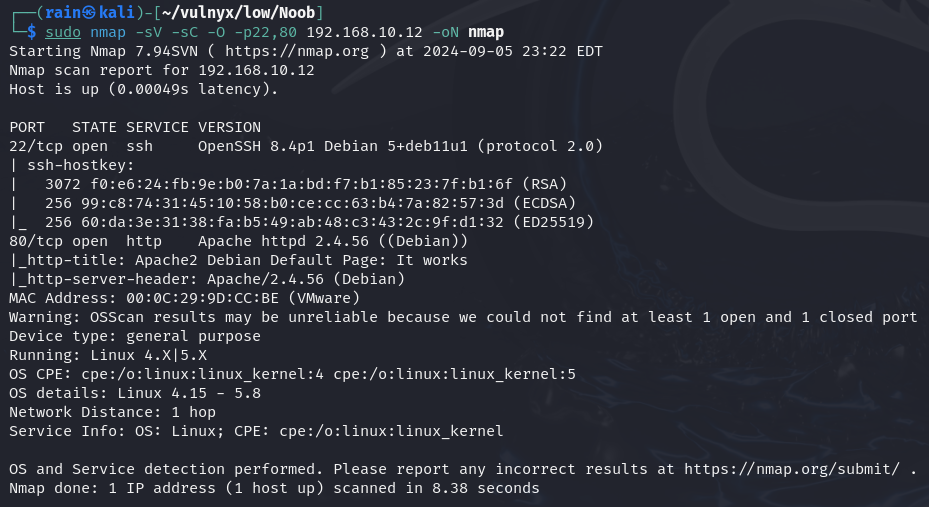 ┌──(rain㉿kali)-[~/vulnyx/low/Noob]
└─$ sudo nmap -sV -sC -O -p22,80 192.168.10.12 -oN nmap
Starting Nmap 7.94SVN ( https://nmap.org ) at 2024-09-05 23:22 EDT
Nmap scan report for 192.168.10.12
Host is up (0.00049s latency).

PORT   STATE SERVICE VERSION
22/tcp open  ssh     OpenSSH 8.4p1 Debian 5+deb11u1 (protocol 2.0)
| ssh-hostkey:
|   3072 f0:e6:24:fb:9e:b0:7a:1a:bd:f7:b1:85:23:7f:b1:6f (RSA)
|   256 99:c8:74:31:45:10:58:b0:ce:cc:63:b4:7a:82:57:3d (ECDSA)
|_  256 60:da:3e:31:38:fa:b5:49:ab:48:c3:43:2c:9f:d1:32 (ED25519)
80/tcp open  http    Apache httpd 2.4.56 ((Debian))
|_http-title: Apache2 Debian Default Page: It works
|_http-server-header: Apache/2.4.56 (Debian)
MAC Address: 00:0C:29:9D:CC:BE (VMware)
Warning: OSScan results may be unreliable because we could not find at least 1 open and 1 closed port
Device type: general purpose
Running: Linux 4.X|5.X
OS CPE: cpe:/o:linux:linux_kernel:4 cpe:/o:linux:linux_kernel:5
OS details: Linux 4.15 - 5.8
Network Distance: 1 hop
Service Info: OS: Linux; CPE: cpe:/o:linux:linux_kernel

OS and Service detection performed. Please report any incorrect results at https://nmap.org/submit/ .
Nmap done: 1 IP address (1 host up) scanned in 8.38 seconds